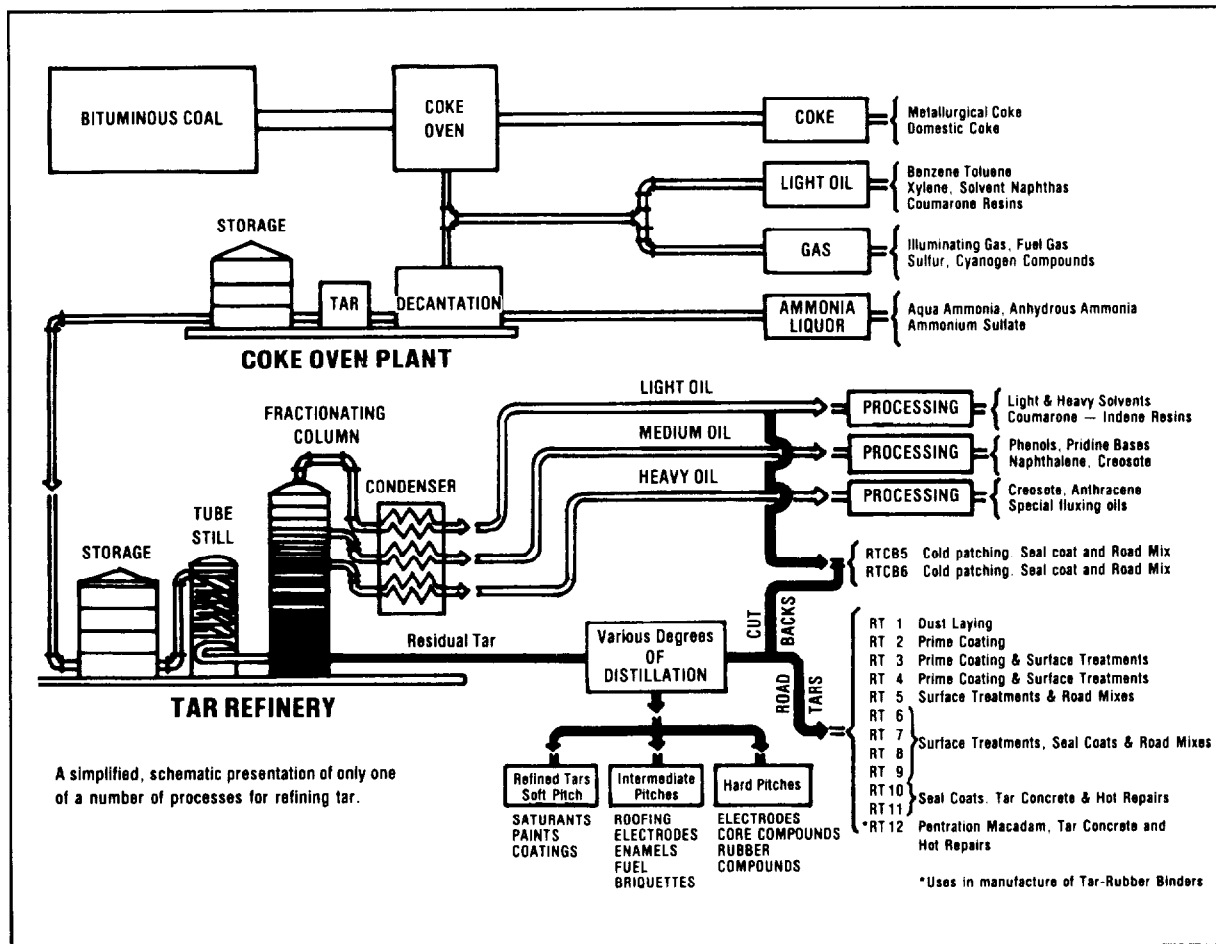 BITUMINOUS COAL
COKE
OVEN
COKE
Metallurgical Coke
Domestic Coke
LIGHT OIL
Benzene Toluene
Xylene, Solvent Naphthas
Coumarone Resins
GAS
Illuminating Gas, Fuel Gas
Sulfur, Cyanogen Compounds
STORAGE
TAR
DECANTATION
AMMONIA
LIQUOR
Aqua Ammonia, Anhydrous Ammonia
Ammonium Sulfate
COKE OVEN PLANT
FRACTIONATING
COLUMN
LIGHT OIL
PROCESSING
Light & Heavy Solvents
Coumarone — Indene Resins
MEDIUM OIL
PROCESSING
Phenols, Pridine Bases
Naphthalene, Creosote
HEAVY OIL
PROCESSING
Creosote, Anthracene
Special fluxing oils
CONDENSER
TUBE
STILL
STORAGE
RTCB5 Cold patching. Seal coat and Road Mix
RTCB6 Cold patching. Seal coat and Road Mix
CUT
BACKS
Residual Tar
Various Degrees
OF
DISTILLATION
ROAD
TARS
TAR REFINERY
RT 1 Dust Laying
RT 2 Prime Coating
RT 3 Prime Coating & Surface Treatments
RT 4 Prime Coating & Surface Treatments
RT 5 Surface Treatments & Road Mixes
RT 6
RT 7
Surface Treatments, Seal Coats & Road Mixes
RT 8
RT 9
RT 10
Seal Coats. Tar Concrete & Hot Repairs
RT 11
*RT 12 Pentration Macadam, Tar Concrete and
Hot Repairs
*Uses in manufacture of Tar-Rubber Binders
A simplified, schematic presentation of only one
of a number of processes for refining tar.
Refined Tars
Soft Pitch
SATURANTS
PAINTS
COATINGS
Intermediate
Pitches
ROOFING
ELECTRODES
ENAMELS
FUEL
BRIQUETTES
Hard Pitches
ELECTRODES
CORE COMPOUNDS
RUBBER
COMPOUNDS